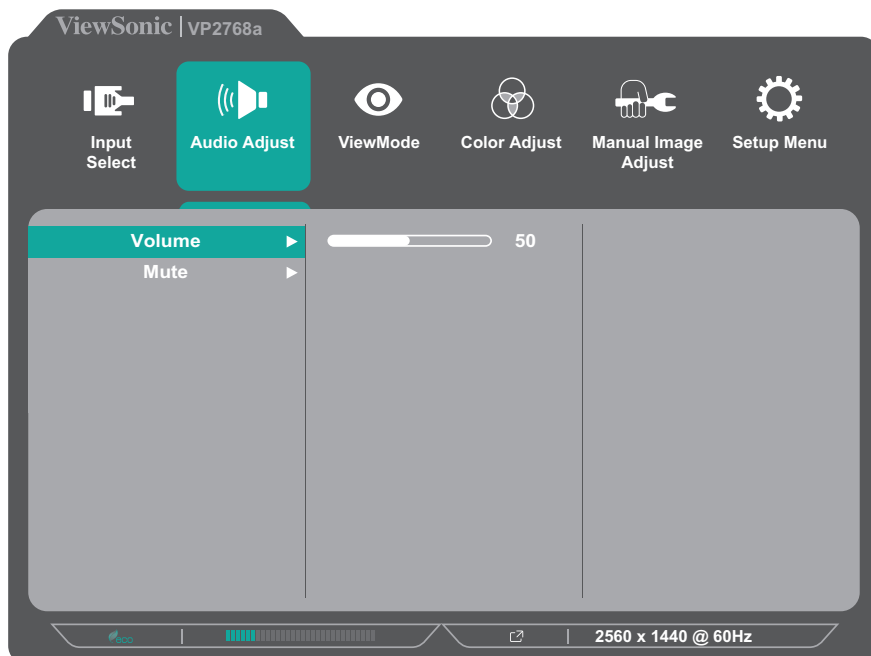 ViewSonic | VP2768a
Input Select
Audio Adjust
ViewMode
Color Adjust
Manual Image Adjust
Setup Menu
Volume 50
Mute
eco
2560 x 1440 @ 60Hz